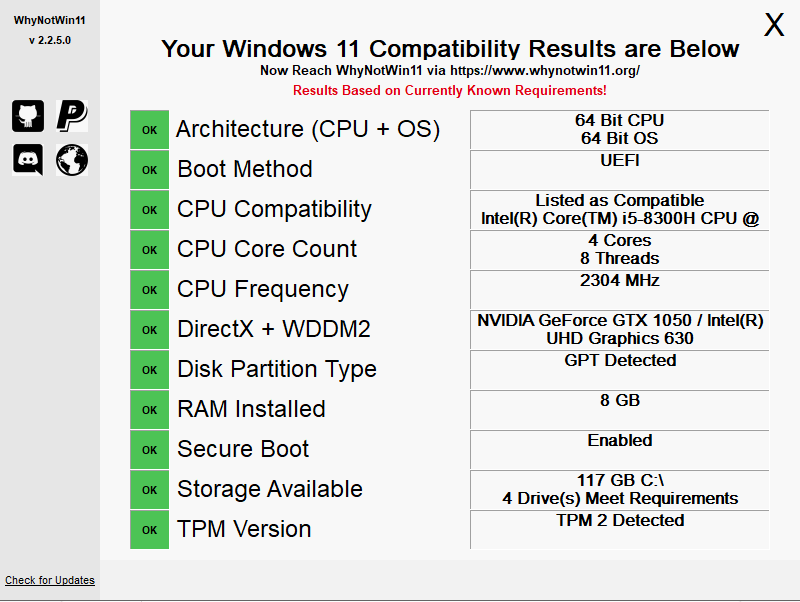 WhyNotWin11
v 2.2.5.0
X
Your Windows 11 Compatibility Results are Below
Now Reach WhyNotWin11 via https://www.whynotwin11.org/
Results Based on Currently Known Requirements!
OK Architecture (CPU + OS) 64 Bit CPU
64 Bit OS
OK Boot Method UEFI
OK CPU Compatibility Listed as Compatible
Intel(R) Core(TM) i5-8300H CPU @
OK CPU Core Count 4 Cores
8 Threads
OK CPU Frequency 2304 MHz
OK DirectX + WDDM2 NVIDIA GeForce GTX 1050 / Intel(R)
UHD Graphics 630
OK Disk Partition Type GPT Detected
OK RAM Installed 8 GB
OK Secure Boot Enabled
OK Storage Available 117 GB C:\
4 Drive(s) Meet Requirements
OK TPM Version TPM 2 Detected
Check for Updates